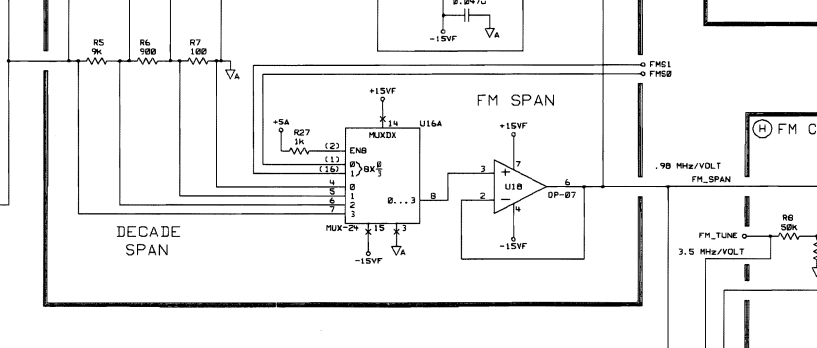 0.047u
-15VF
A
R5
9k
R6
900
R7
100
A
FMS1
FMS0
+15VF
FM SPAN
+5A
R27
1k
14
U16A
MUXDX
+15VF
H FM C
(2)
EN8
(1)
0
(16)
1
8X 0/3
4
0
5
1
6
2
7
3
0...3
8
3
+
7
2
-
U18
6
4
OP-07
.98 MHz/VOLT
FM_SPAN
MUX-24
15
3
-15VF
A
-15VF
DECADE
SPAN
FM_TUNE
R8
50k
3.5 MHz/VOLT